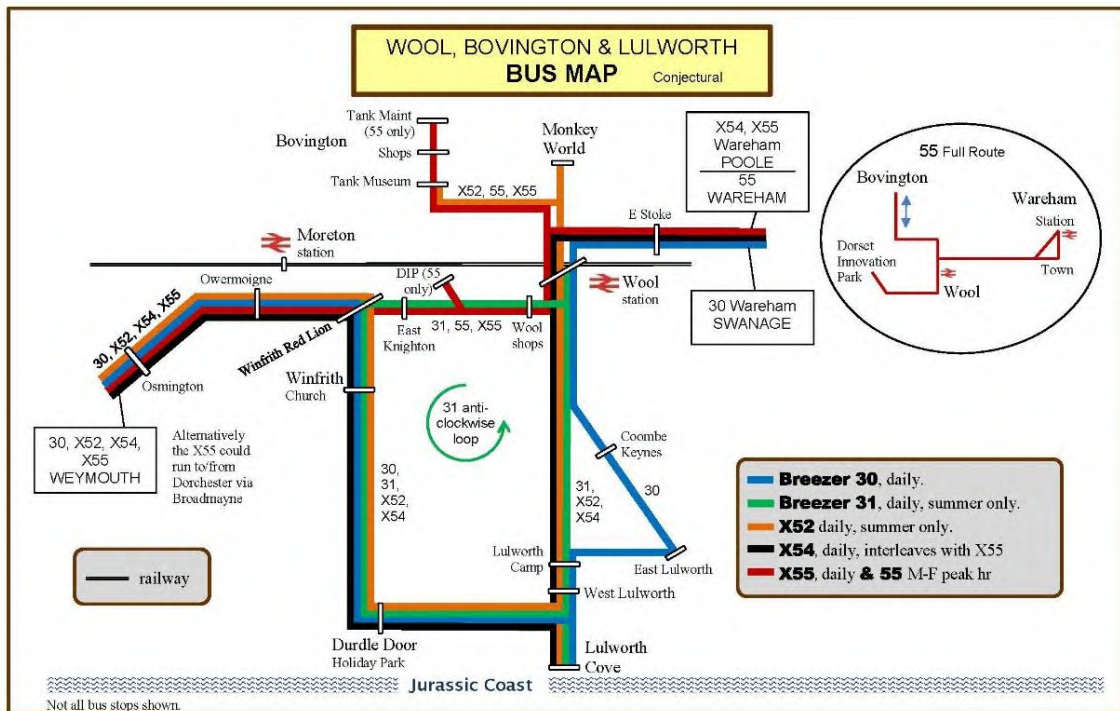 WOOL, BOVINGTON & LULWORTH
BUS MAP Conjectural
Tank Maint
(55 only)
Bovington
Shops
Tank Museum
Monkey
World
X52, 55, X55
X54, X55
Wareham
POOLE
55
WAREHAM
55 Full Route
Bovington
Wareham
Station
Dorset
Innovation
Park
Town
Wool
E Stoke
Moreton
station
DIP (55
only)
Wool
station
Owermoigne
30 Wareham
SWANAGE
30, X52, X54, X55
Winfrith Red Lion
East
Knighton
31, 55, X55
Wool
shops
Osmington
Winfrith
Church
31 anti-
clockwise
loop
Coombe
Keynes
30, X52, X54,
X55
WEYMOUTH
Alternatively
the X55 could
run to/from
Dorchester via
Broadmayne
30,
31,
X52,
X54
31,
X52,
X54
30
Breezer 30, daily.
Breezer 31, daily, summer only.
X52 daily, summer only.
X54, daily, interleaves with X55
X55, daily & 55 M-F peak hr
railway
Lulworth
Camp
East Lulworth
West Lulworth
Durdle Door
Holiday Park
Lulworth
Cove
Jurassic Coast
Not all bus stops shown.